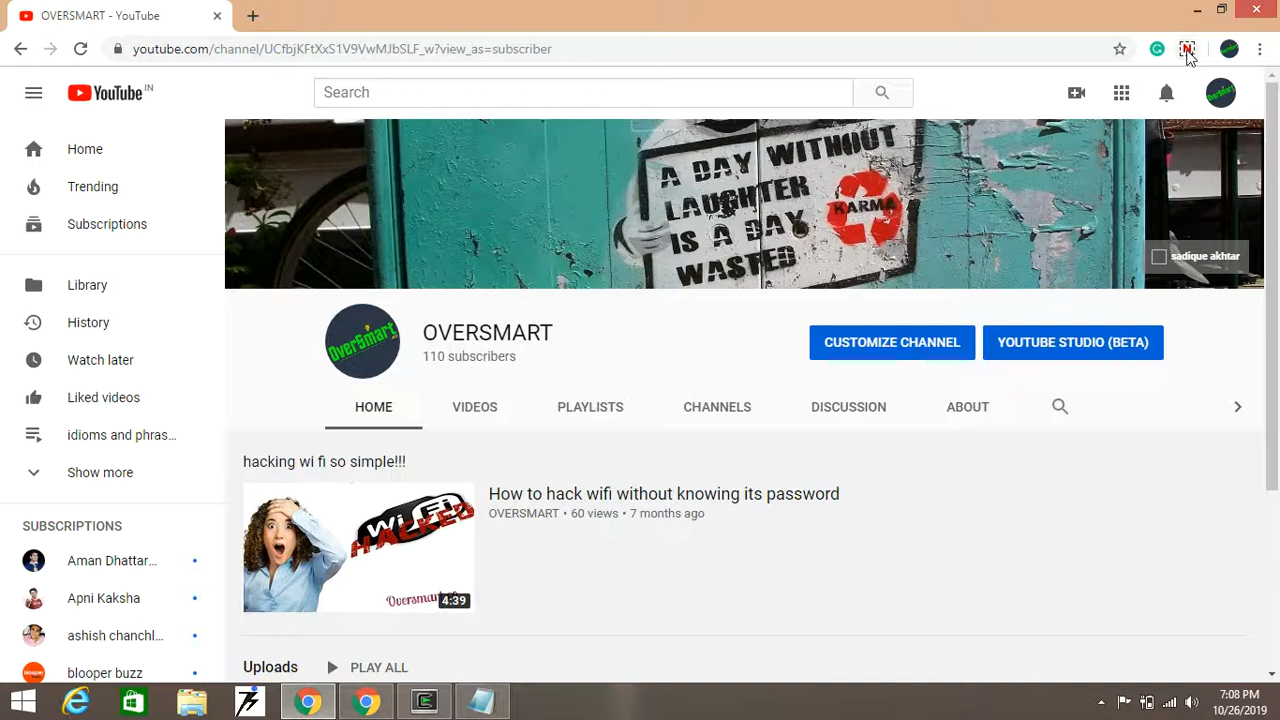 OVERSMART - YouTube
youtube.com/channel/UCfbjKFtXxS1V9VwMJbSLF_w?view_as=subscriber
N
YouTube IN
Search
OverSmart
Home
Trending
Subscriptions
Library
History
Watch later
Liked videos
idioms and phras...
Show more
SUBSCRIPTIONS
Aman Dhattar...
Apni Kaksha
ashish chanchl...
blooper buzz
A DAY WITHOUT
LAUGHTER
IS A DAY
WASTED
KARMA
sadique akhtar
OverSmart
OVERSMART
110 subscribers
CUSTOMIZE CHANNEL
YOUTUBE STUDIO (BETA)
HOME
VIDEOS
PLAYLISTS
CHANNELS
DISCUSSION
ABOUT
hacking wi fi so simple!!!
WiFi
HACKED
Oversmart
4:39
How to hack wifi without knowing its password
OVERSMART • 60 views • 7 months ago
Uploads
PLAY ALL
7:08 PM
10/26/2019